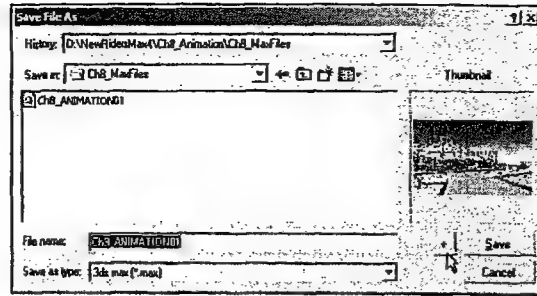 Save File As
History: D:\NewRideoMax4\Ch8_Animation\Ch8_MaxFiles
Save in: Ch8_MaxFiles
Thumbnail
Ch8_ANIMATION01
File name: Ch8_ANIMATION01
+
Save
Save as type: 3ds max (*.max)
Cancel